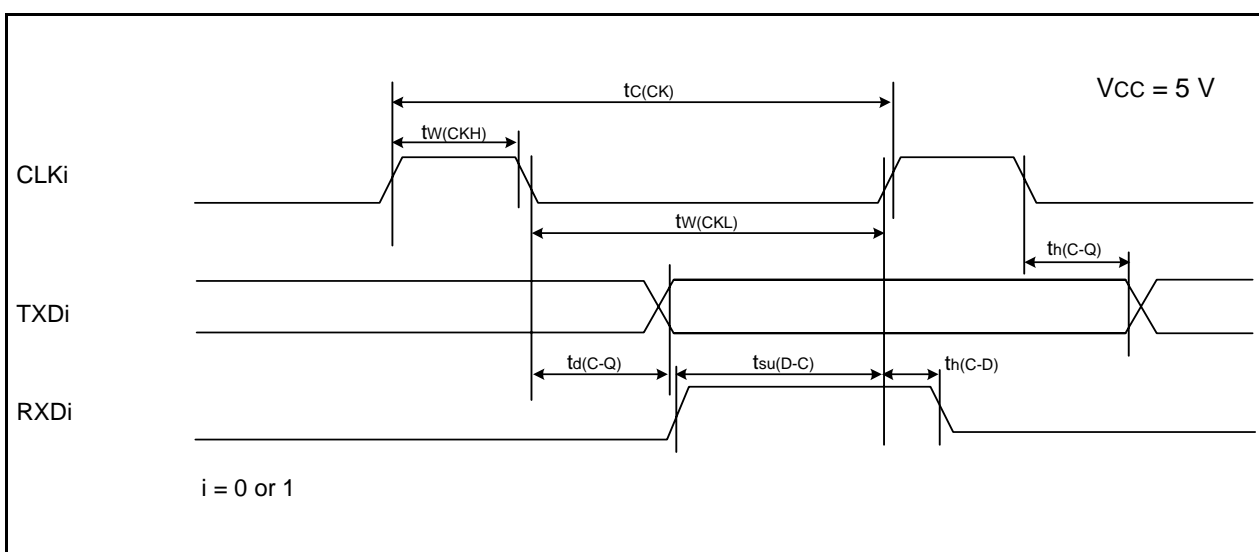 VCC = 5 V
tC(CK)
tW(CKH)
CLKi
tW(CKL)
th(C-Q)
TXDi
td(C-Q)
tsu(D-C)
th(C-D)
RXDi
i = 0 or 1